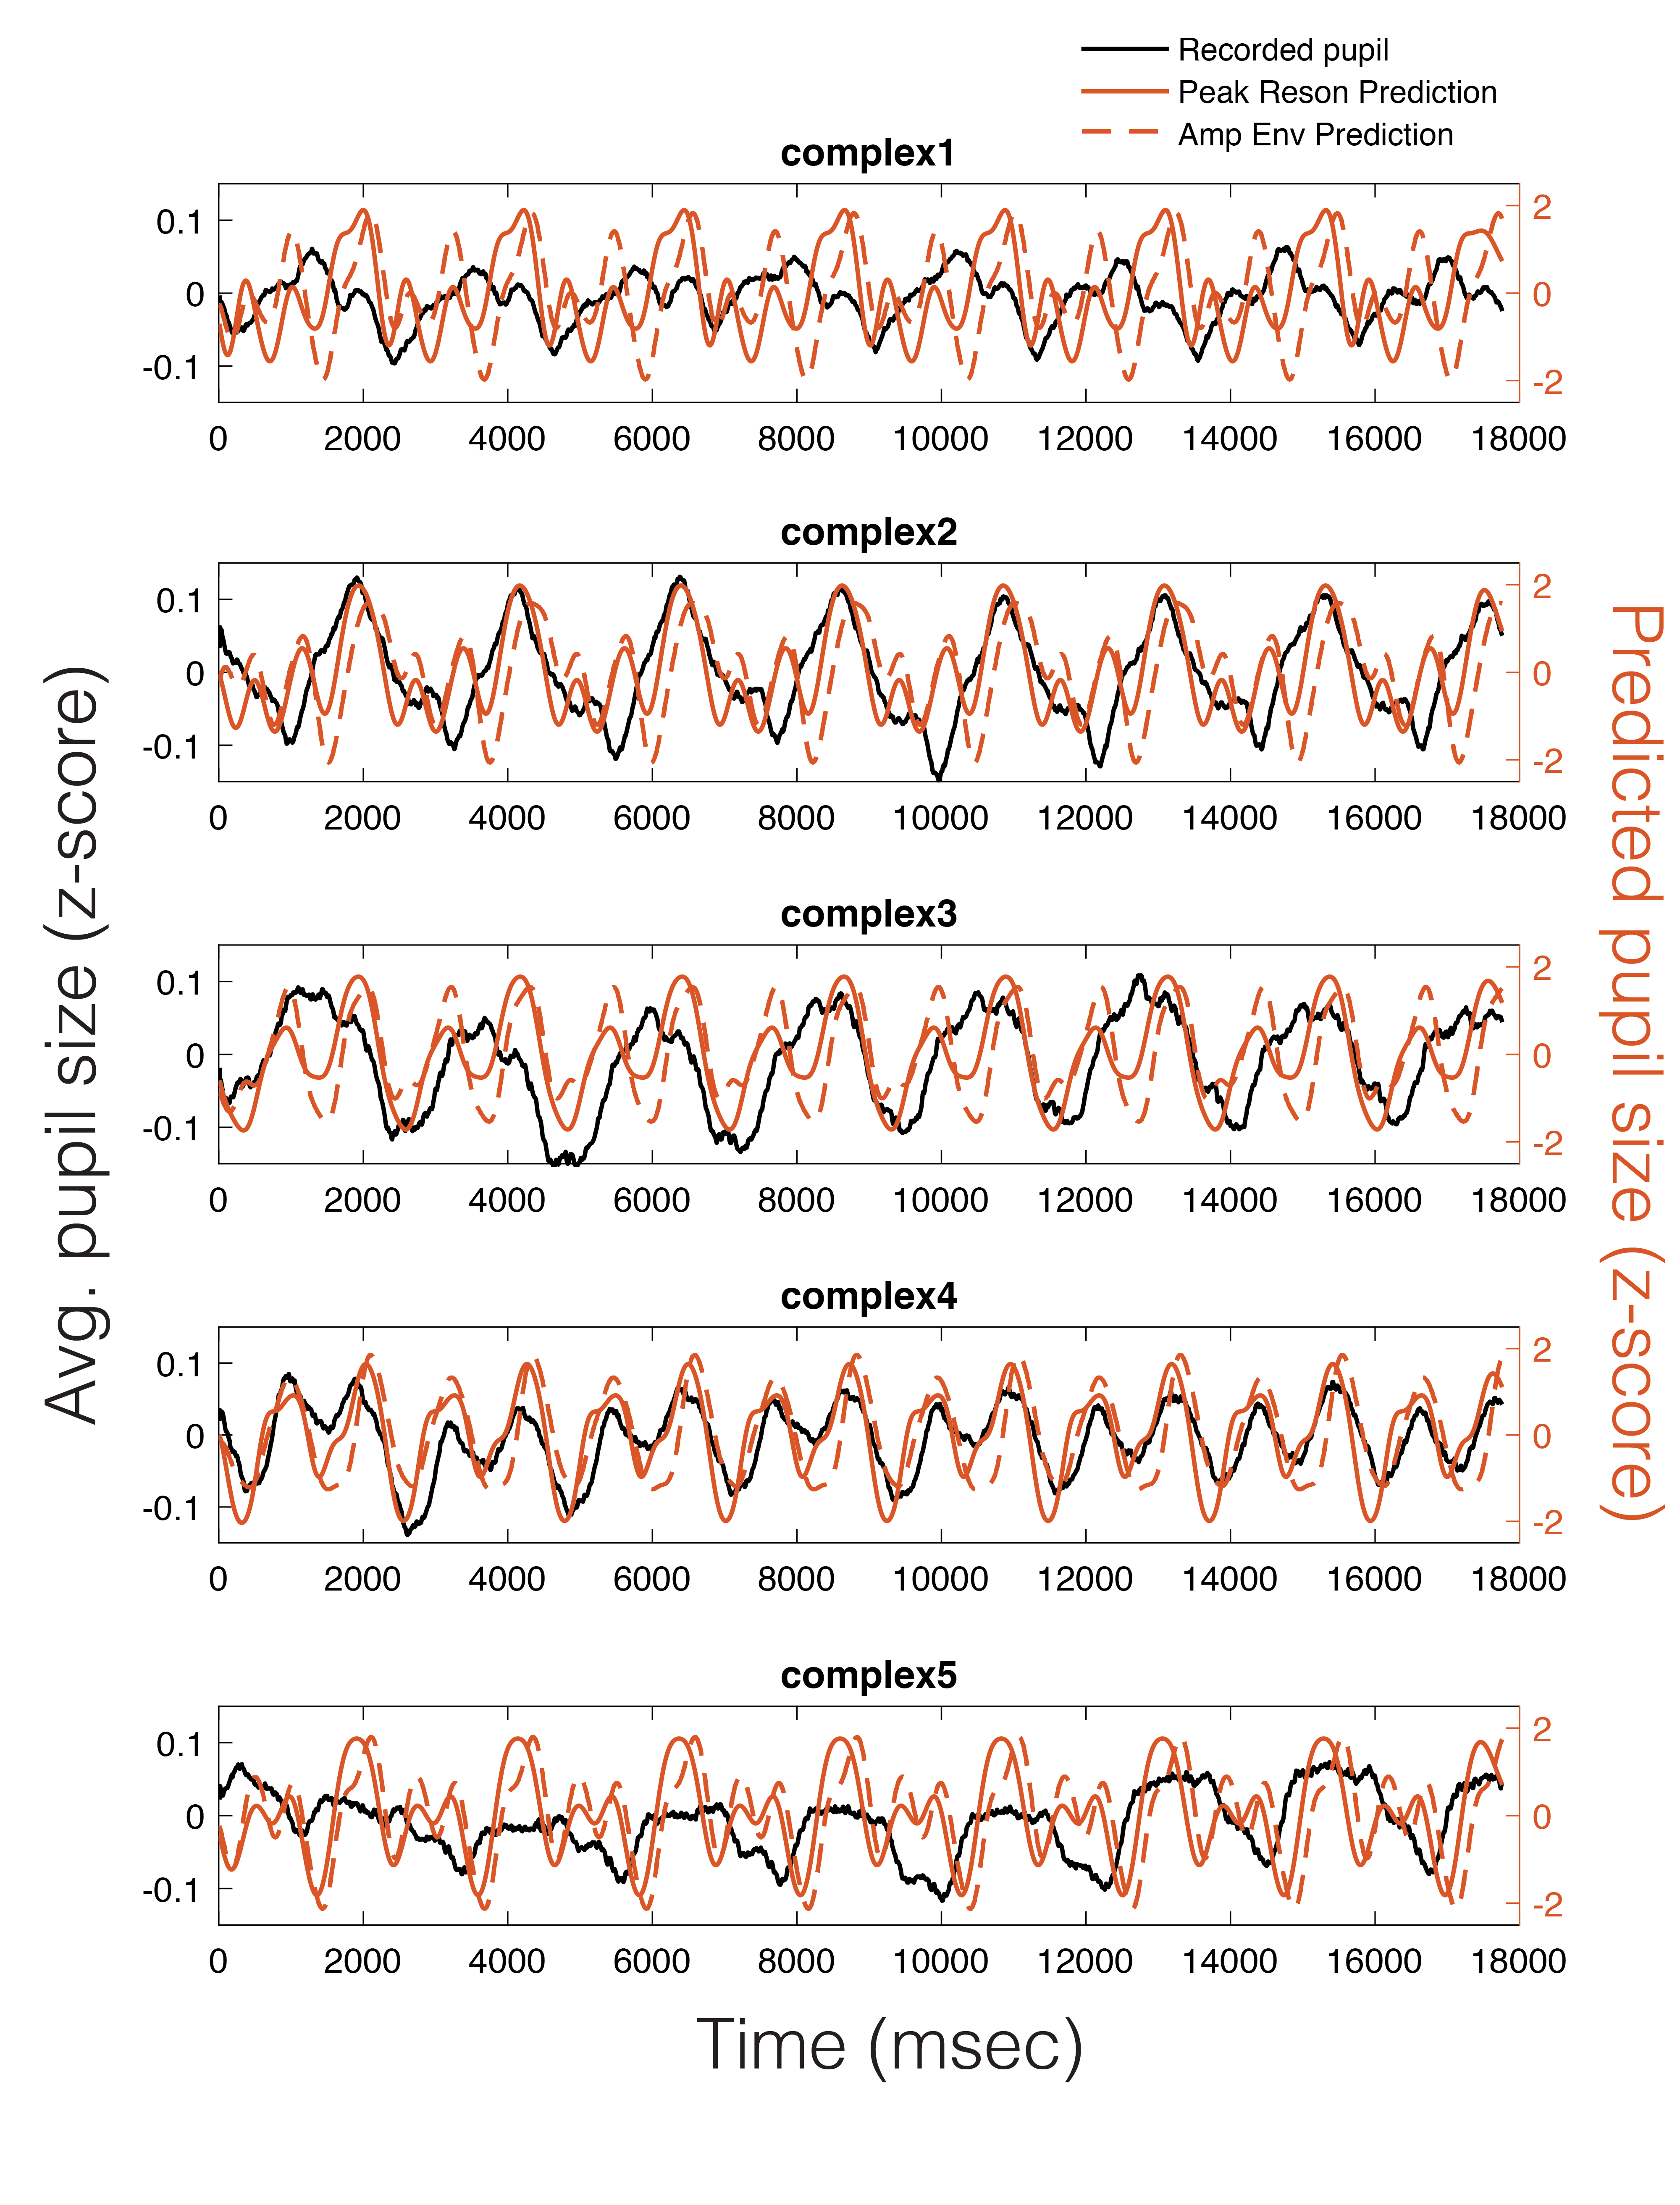 Recorded pupil
Peak Reson Prediction
Amp Env Prediction
complex1
0.1
0
-0.1
2
0
-2
0 2000 4000 6000 8000 10000 12000 14000 16000 18000
complex2
0.1
0
-0.1
2
0
-2
0 2000 4000 6000 8000 10000 12000 14000 16000 18000
complex3
0.1
0
-0.1
2
0
-2
0 2000 4000 6000 8000 10000 12000 14000 16000 18000
complex4
0.1
0
-0.1
2
0
-2
0 2000 4000 6000 8000 10000 12000 14000 16000 18000
complex5
0.1
0
-0.1
2
0
-2
0 2000 4000 6000 8000 10000 12000 14000 16000 18000
Avg. pupil size (z-score)
Predicted pupil size (z-score)
Time (msec)